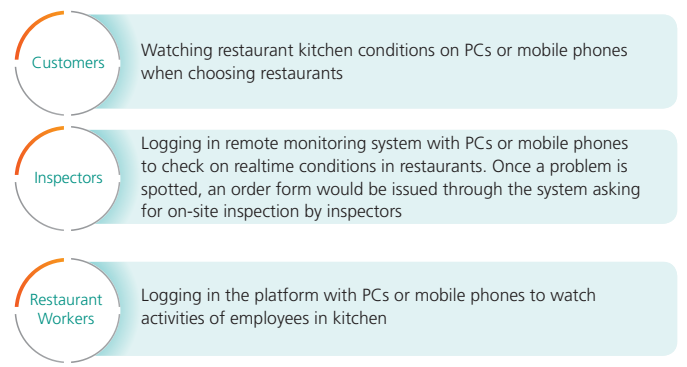 Customers
Watching restaurant kitchen conditions on PCs or mobile phones
when choosing restaurants
Inspectors
Logging in remote monitoring system with PCs or mobile phones
to check on realtime conditions in restaurants. Once a problem is
spotted, an order form would be issued through the system asking
for on-site inspection by inspectors
Restaurant
Workers
Logging in the platform with PCs or mobile phones to watch
activities of employees in kitchen